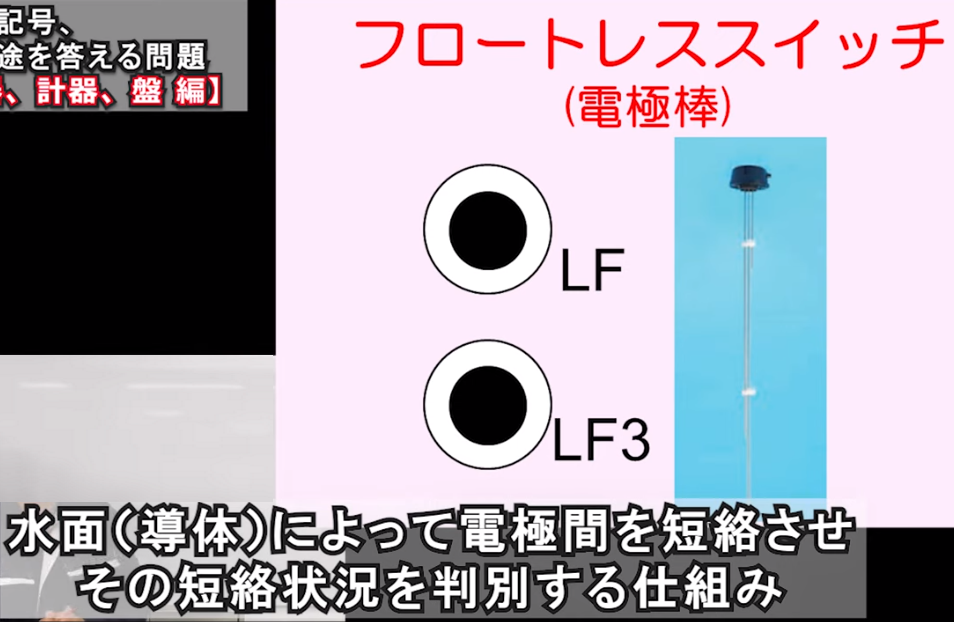 記号、
途を答える問題
、計器、盤 編】
フロートレススイッチ
(電極棒)
LF
LF3
水面(導体)によって電極間を短絡させ
その短絡状況を判別する仕組み